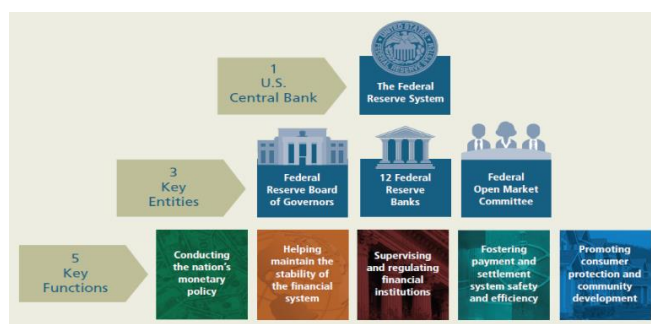 1
U.S.
Central Bank
The Federal
Reserve System
3
Key
Entities
Federal
Reserve Board
of Governors
12 Federal
Reserve
Banks
Federal
Open Market
Committee
5
Key
Functions
Conducting
the nation's
monetary
policy
Helping
maintain the
stability of
the financial
system
Supervising
and regulating
financial
institutions
Fostering
payment and
settlement
system safety
and efficiency
Promoting
consumer
protection and
community
development